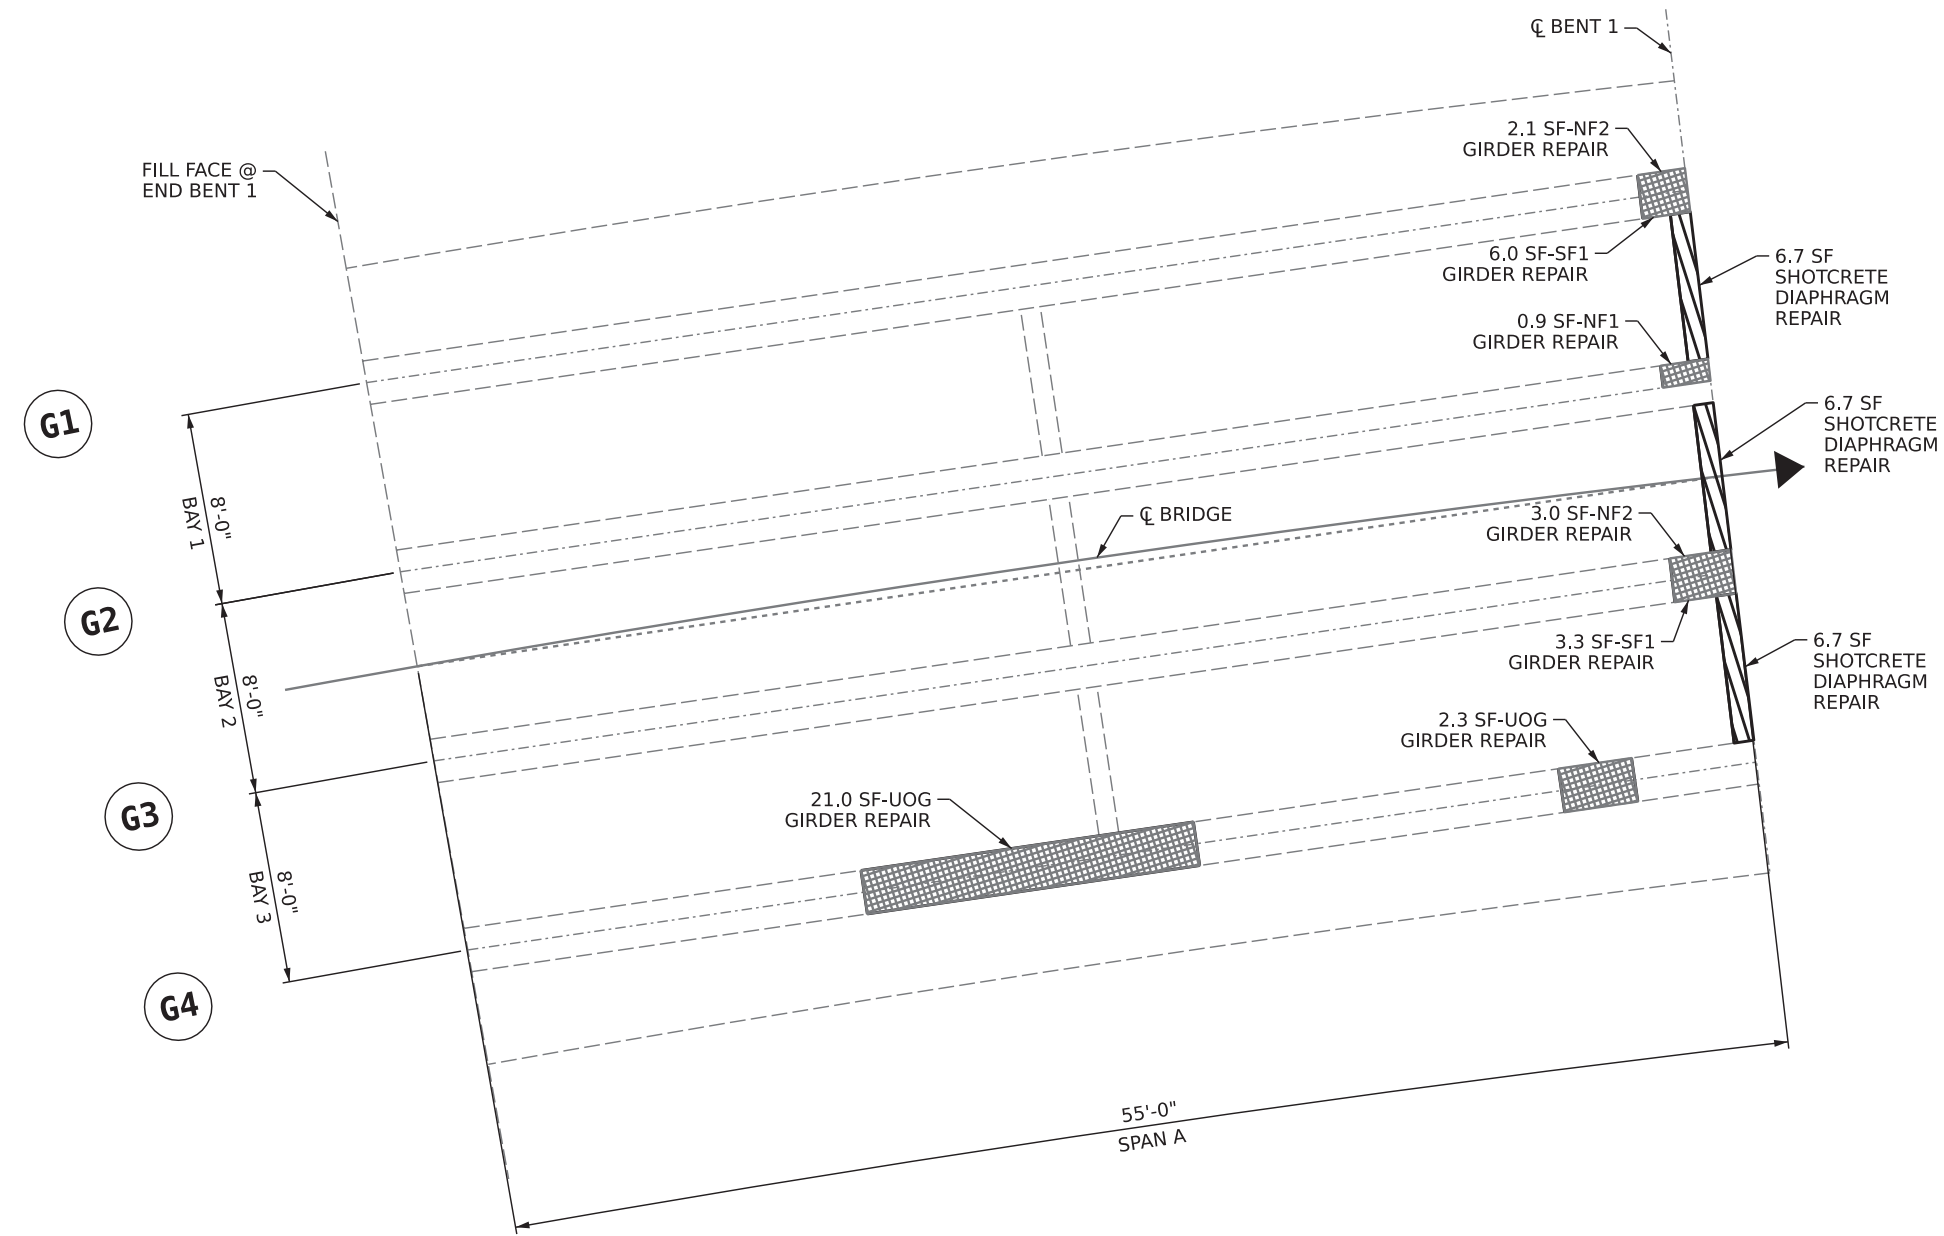 ℄ BENT 1
2.1 SF-NF2
GIRDER REPAIR
FILL FACE @
END BENT 1
6.0 SF-SF1
GIRDER REPAIR
6.7 SF
SHOTCRETE
DIAPHRAGM
REPAIR
0.9 SF-NF1
GIRDER REPAIR
G1
6.7 SF
SHOTCRETE
DIAPHRAGM
REPAIR
8'-0"
BAY 1
℄ BRIDGE
3.0 SF-NF2
GIRDER REPAIR
G2
3.3 SF-SF1
GIRDER REPAIR
6.7 SF
SHOTCRETE
DIAPHRAGM
REPAIR
8'-0"
BAY 2
2.3 SF-UOG
GIRDER REPAIR
G3
21.0 SF-UOG
GIRDER REPAIR
8'-0"
BAY 3
G4
55'-0"
SPAN A